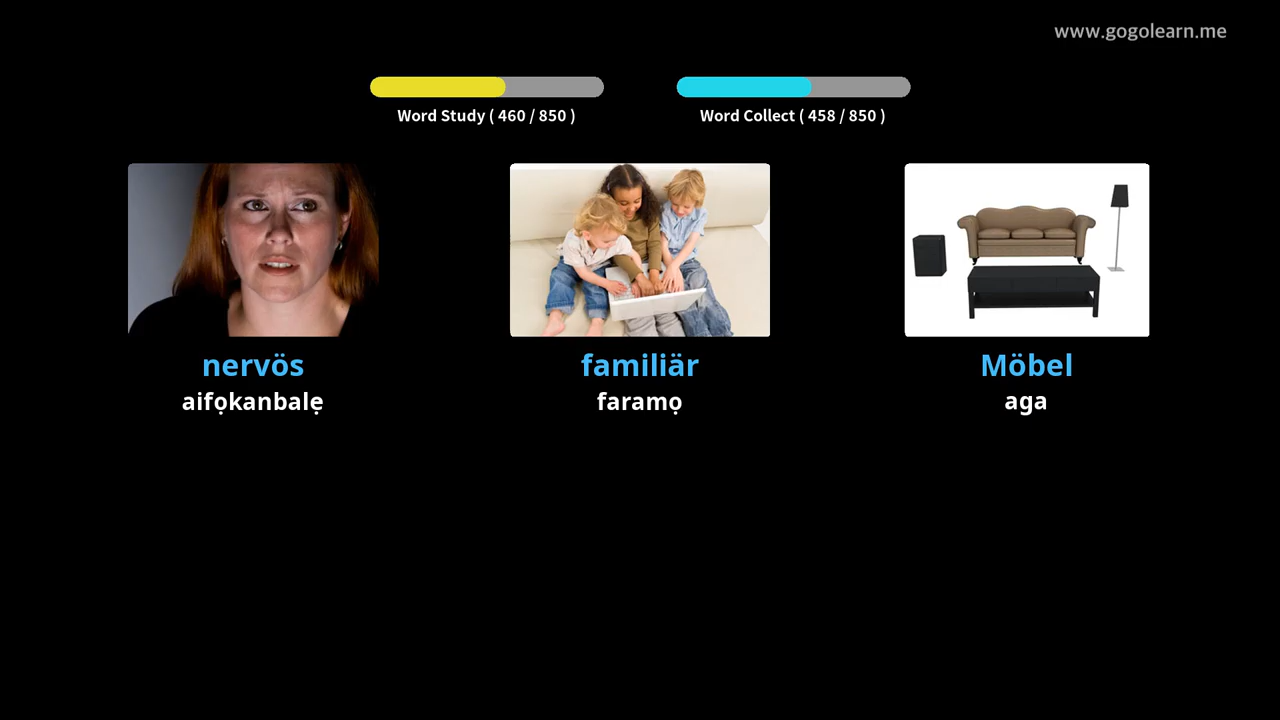 www.gogolearn.me
Word Study ( 460 / 850 )
Word Collect ( 458 / 850 )
nervös
aifọkanbalẹ
familiär
faramọ
Möbel
aga